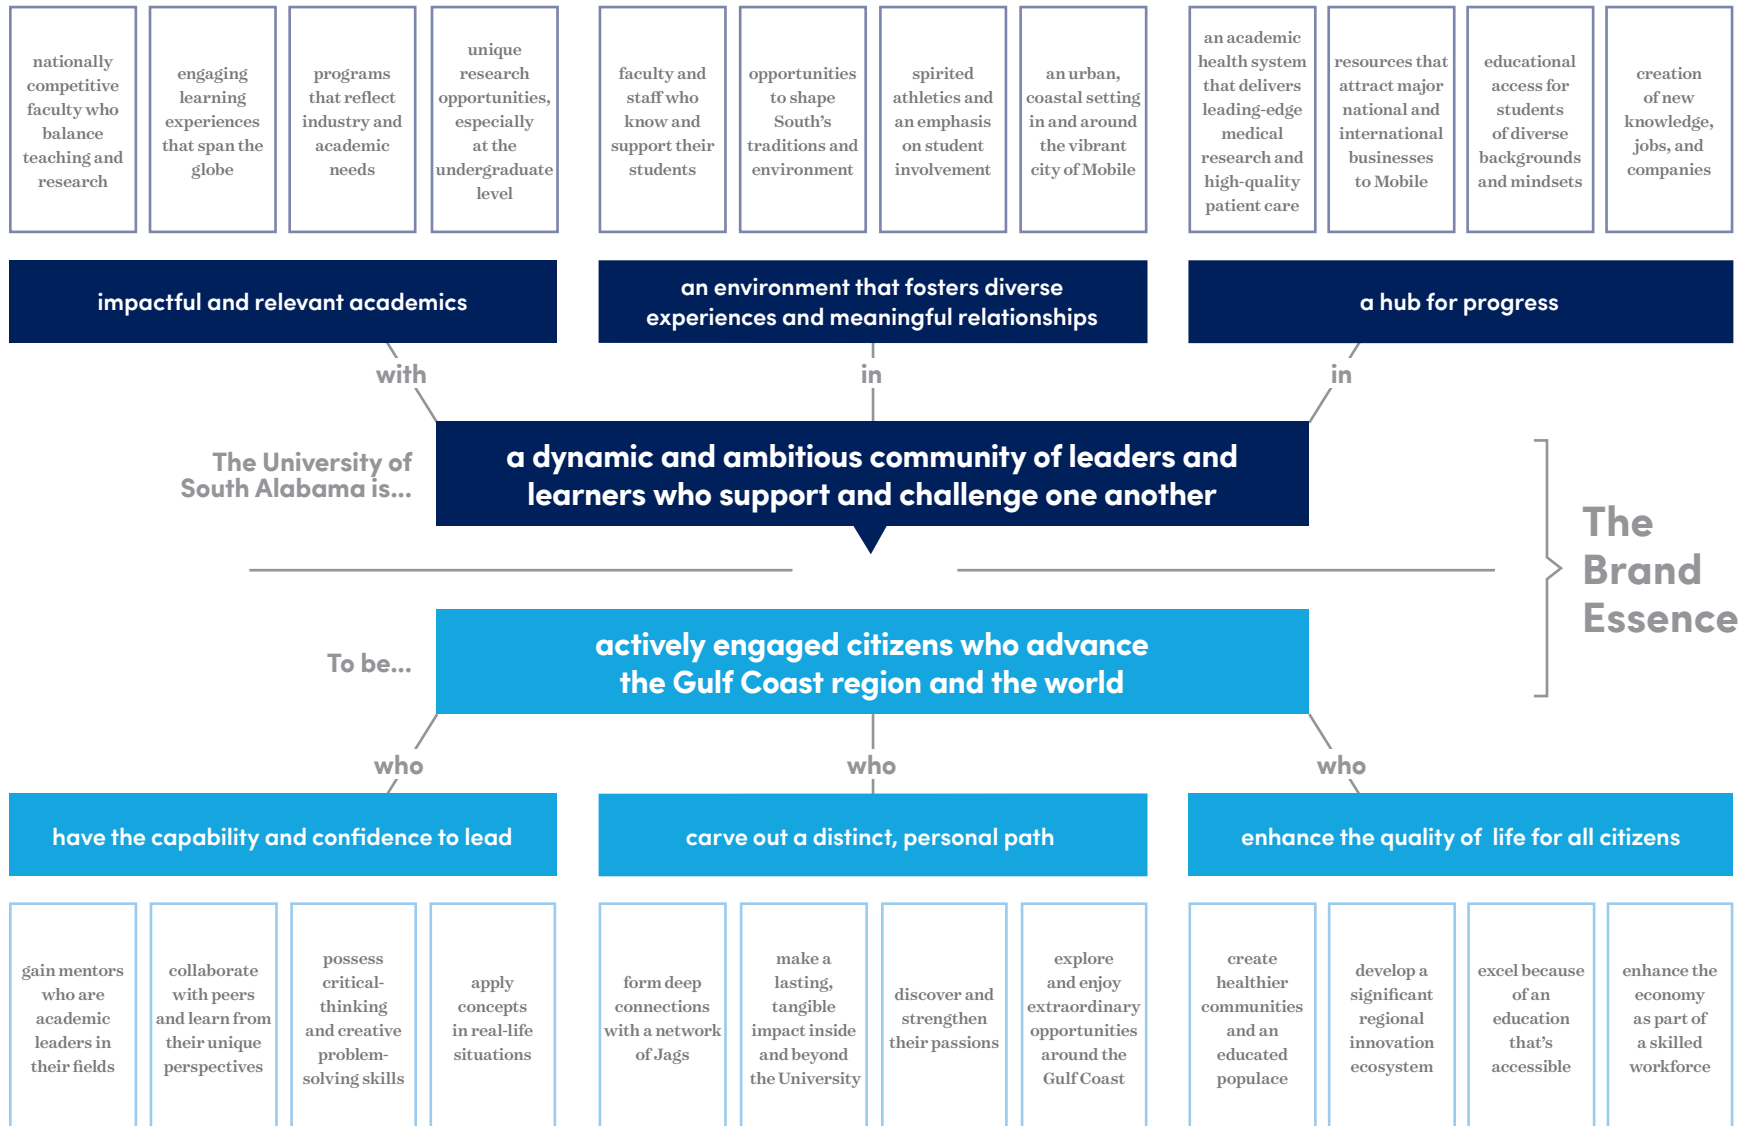 nationally
competitive
faculty who
balance
teaching and
research
engaging
learning
experiences
that span the
globe
programs
that reflect
industry and
academic
needs
unique
research
opportunities,
especially
at the
undergraduate
level
faculty and
staff who
know and
support their
students
opportunities
to shape
South’s
traditions and
environment
spirited
athletics and
an emphasis
on student
involvement
an urban,
coastal setting
in and around
the vibrant
city of Mobile
an academic
health system
that delivers
leading-edge
medical
research and
high-quality
patient care
resources that
attract major
national and
international
businesses
to Mobile
educational
access for
students
of diverse
backgrounds
and mindsets
creation
of new
knowledge,
jobs, and
companies
impactful and relevant academics
an environment that fosters diverse
experiences and meaningful relationships
a hub for progress
with
in
in
The University of
South Alabama is...
a dynamic and ambitious community of leaders and
learners who support and challenge one another
The
Brand
Essence
To be...
actively engaged citizens who advance
the Gulf Coast region and the world
who
who
who
have the capability and confidence to lead
carve out a distinct, personal path
enhance the quality of life for all citizens
gain mentors
who are
academic
leaders in
their fields
collaborate
with peers
and learn from
their unique
perspectives
possess
critical-
thinking
and creative
problem-
solving skills
apply
concepts
in real-life
situations
form deep
connections
with a network
of Jags
make a
lasting,
tangible
impact inside
and beyond
the University
discover and
strengthen
their passions
explore
and enjoy
extraordinary
opportunities
around the
Gulf Coast
create
healthier
communities
and an
educated
populace
develop a
significant
regional
innovation
ecosystem
excel because
of an
education
that’s
accessible
enhance the
economy
as part of
a skilled
workforce